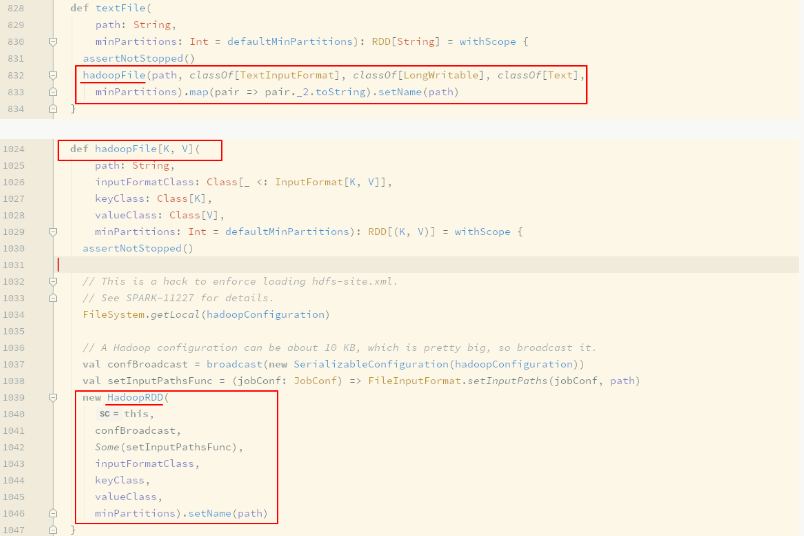 828 def textFile(
829 path: String,
830 minPartitions: Int = defaultMinPartitions): RDD[String] = withScope {
831 assertNotStopped()
832 hadoopFile(path, classOf[TextInputFormat], classOf[LongWritable], classOf[Text],
833 minPartitions).map(pair => pair._2.toString).setName(path)
834 }
1024 def hadoopFile[K, V](
1025 path: String,
1026 inputFormatClass: Class[_ <: InputFormat[K, V]],
1027 keyClass: Class[K],
1028 valueClass: Class[V],
1029 minPartitions: Int = defaultMinPartitions): RDD[(K, V)] = withScope {
1030 assertNotStopped()
1031
1032 // This is a hack to enforce loading hdfs-site.xml.
1033 // See SPARK-11227 for details.
1034 FileSystem.getLocal(hadoopConfiguration)
1035
1036 // A Hadoop configuration can be about 10 KB, which is pretty big, so broadcast it.
1037 val confBroadcast = broadcast(new SerializableConfiguration(hadoopConfiguration))
1038 val setInputPathsFunc = (jobConf: JobConf) => FileInputFormat.setInputPaths(jobConf, path)
1039 new HadoopRDD(
1040 sc = this,
1041 confBroadcast,
1042 Some(setInputPathsFunc),
1043 inputFormatClass,
1044 keyClass,
1045 valueClass,
1046 minPartitions).setName(path)
1047 }